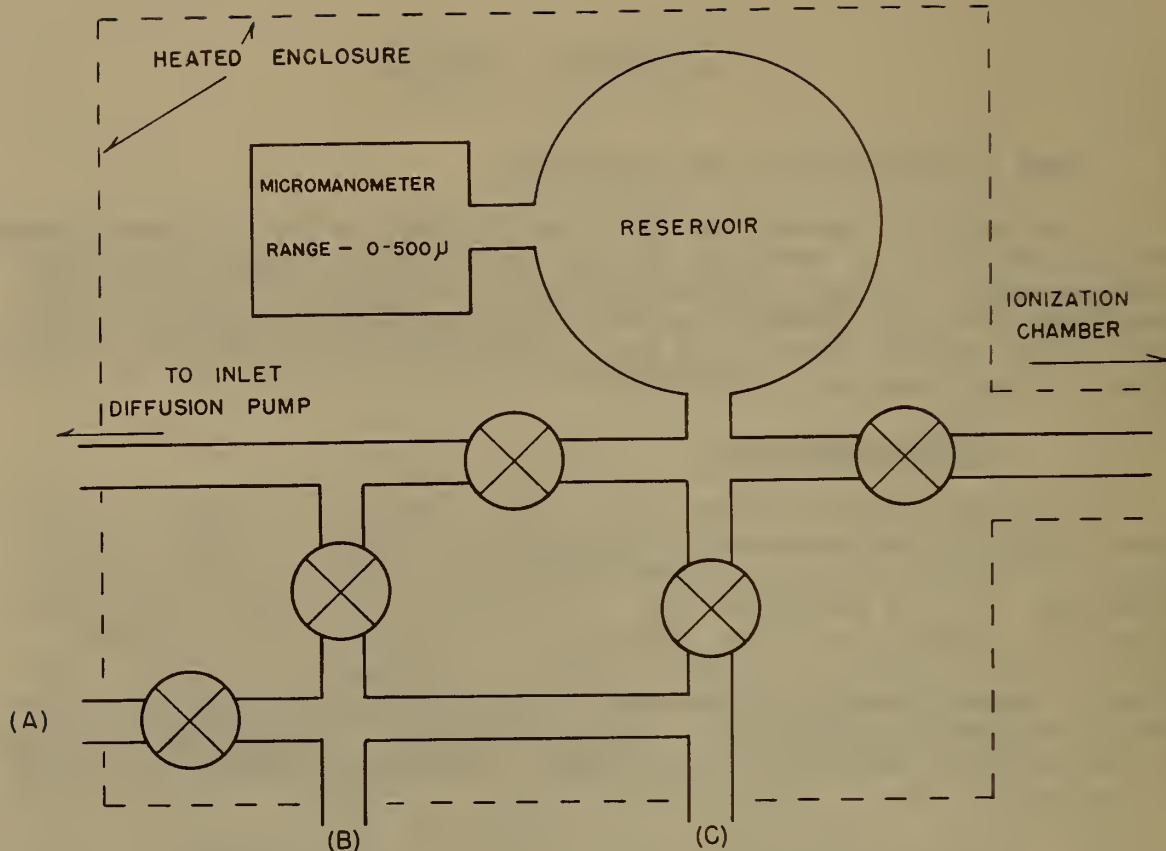 HEATED ENCLOSURE
MICROMANOMETER
RANGE – 0-500μ
RESERVOIR
IONIZATION
CHAMBER
TO INLET
DIFFUSION PUMP
(A)
(B)
(C)